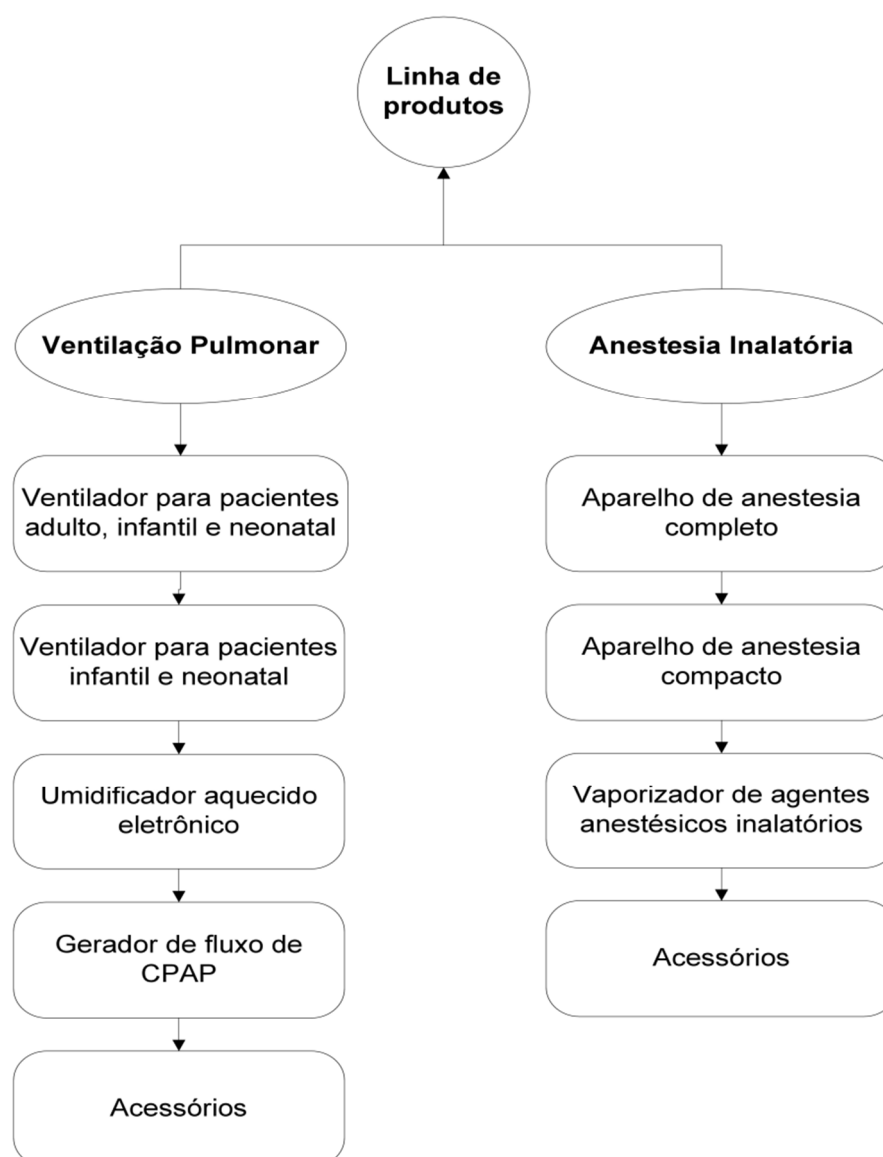 Linha de
produtos
Ventilação Pulmonar
Ventilador para pacientes
adulto, infantil e neonatal
Ventilador para pacientes
infantil e neonatal
Umidificador aquecido
eletrônico
Gerador de fluxo de
CPAP
Acessórios
Anestesia Inalatória
Aparelho de anestesia
completo
Aparelho de anestesia
compacto
Vaporizador de agentes
anestésicos inalatórios
Acessórios